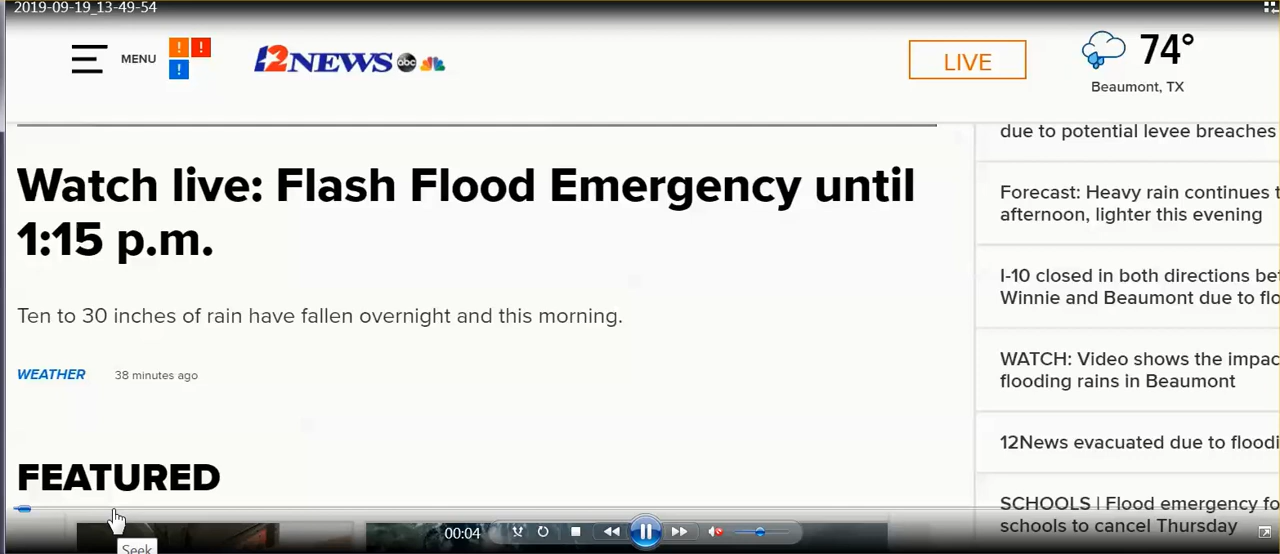 2019-09-19_13-49-54
MENU
! !
!
12NEWS abc
LIVE
74°
Beaumont, TX
Watch live: Flash Flood Emergency until
1:15 p.m.
Ten to 30 inches of rain have fallen overnight and this morning.
WEATHER 38 minutes ago
FEATURED
due to potential levee breaches
Forecast: Heavy rain continues t
afternoon, lighter this evening
I-10 closed in both directions be
Winnie and Beaumont due to flo
WATCH: Video shows the impac
flooding rains in Beaumont
12News evacuated due to floodi
SCHOOLS | Flood emergency fo
schools to cancel Thursday
00:04
Seek